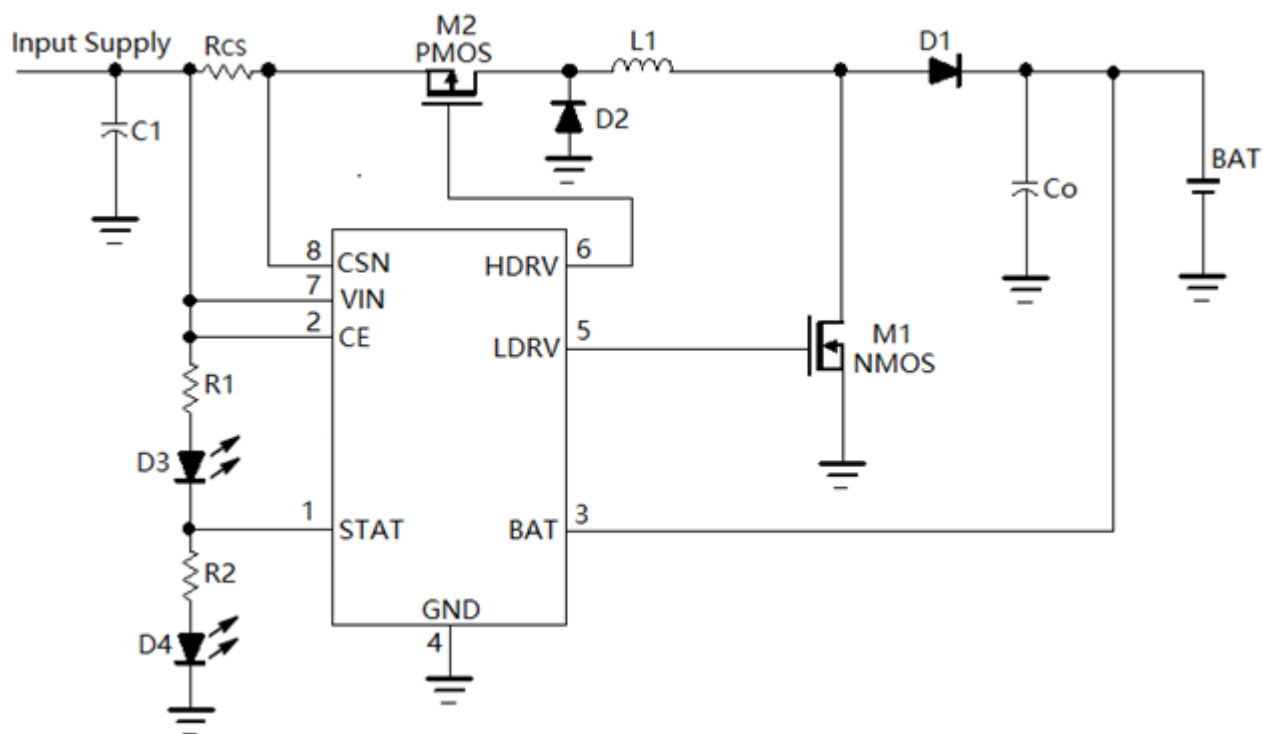 Input Supply
Rcs
M2
PMOS
L1
D1
C1
D2
Co
BAT
8
CSN
HDRV
6
7
VIN
2
CE
LDRV
5
M1
NMOS
R1
D3
1
STAT
BAT
3
R2
GND
4
D4